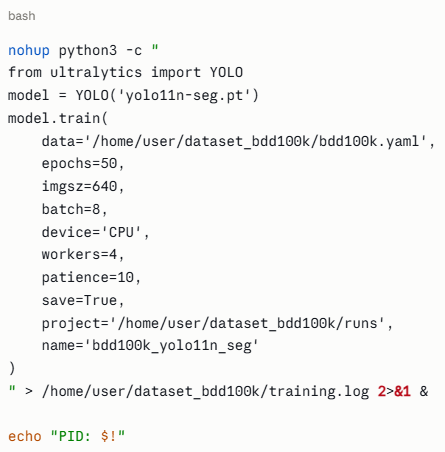 bash
nohup python3 -c "
from ultralytics import YOLO
model = YOLO('yolo11n-seg.pt')
model.train(
    data='/home/user/dataset_bdd100k/bdd100k.yaml',
    epochs=50,
    imgsz=640,
    batch=8,
    device='CPU',
    workers=4,
    patience=10,
    save=True,
    project='/home/user/dataset_bdd100k/runs',
    name='bdd100k_yolo11n_seg'
)
" > /home/user/dataset_bdd100k/training.log 2>&1 &
echo "PID: $!"